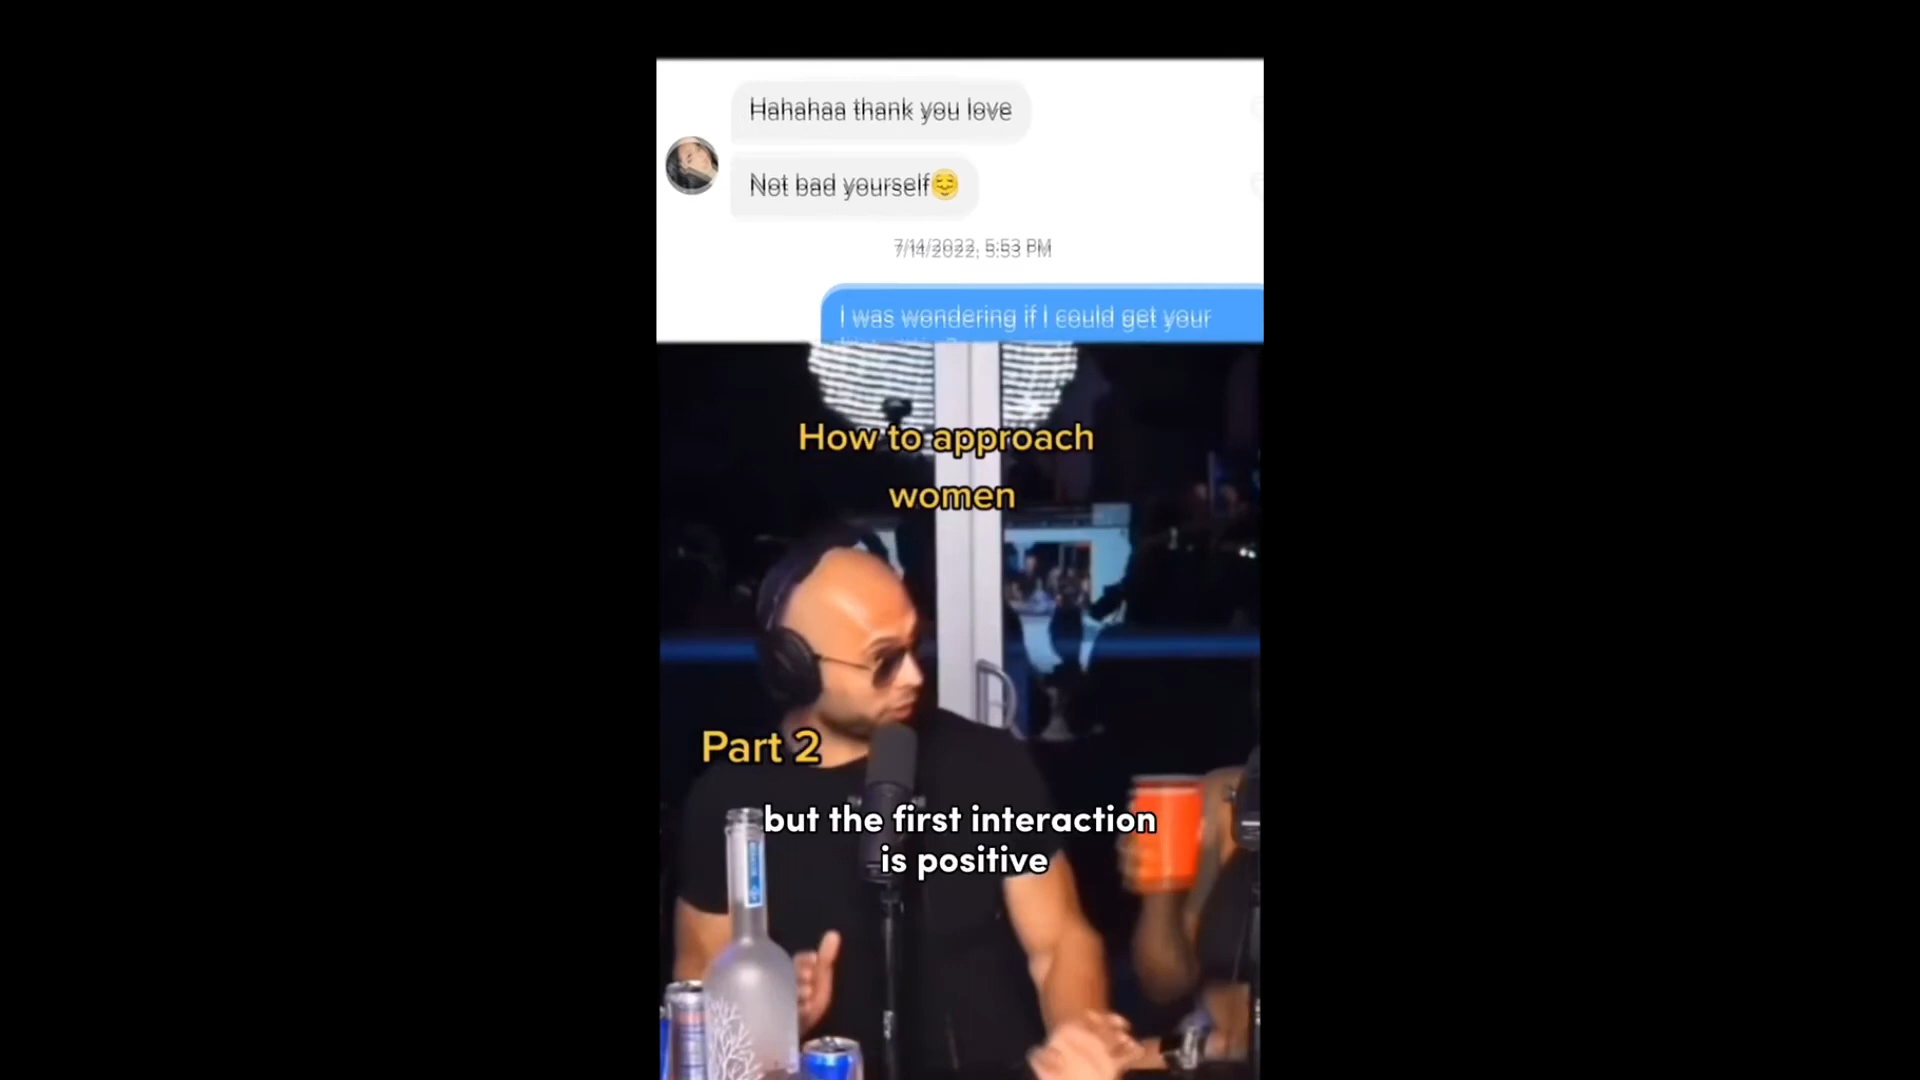 Hahahaa thank you love
Not bad yourself😌
7/14/2022, 5:53 PM
I was wondering if I could get your
How to approach
women
Part 2
but the first interaction
is positive